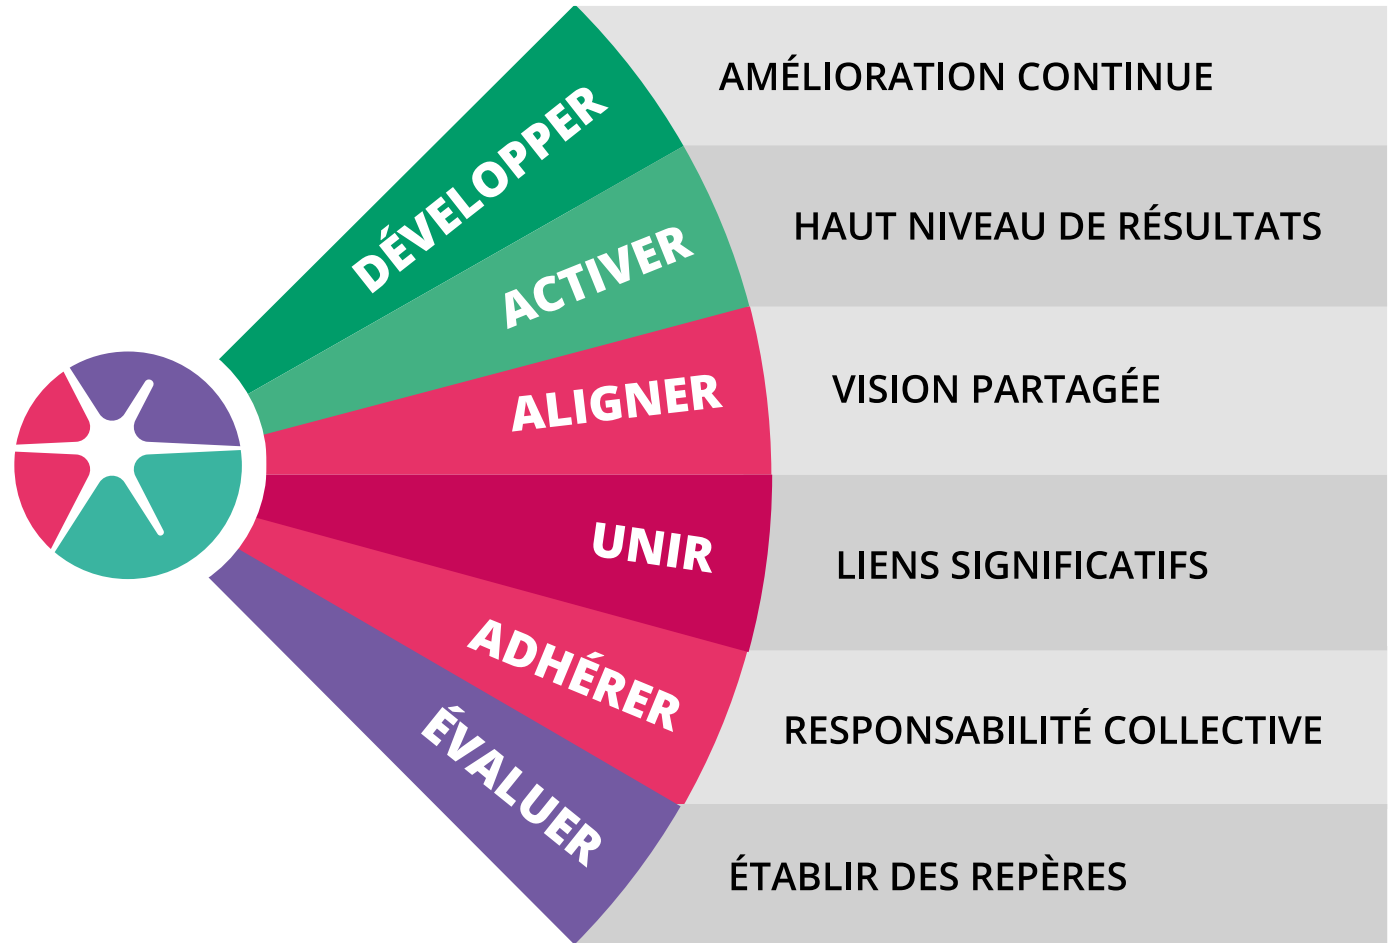 DÉVELOPPER
AMÉLIORATION CONTINUE
ACTIVER
HAUT NIVEAU DE RÉSULTATS
ALIGNER
VISION PARTAGÉE
UNIR
LIENS SIGNIFICATIFS
ADHÉRER
RESPONSABILITÉ COLLECTIVE
ÉVALUER
ÉTABLIR DES REPÈRES